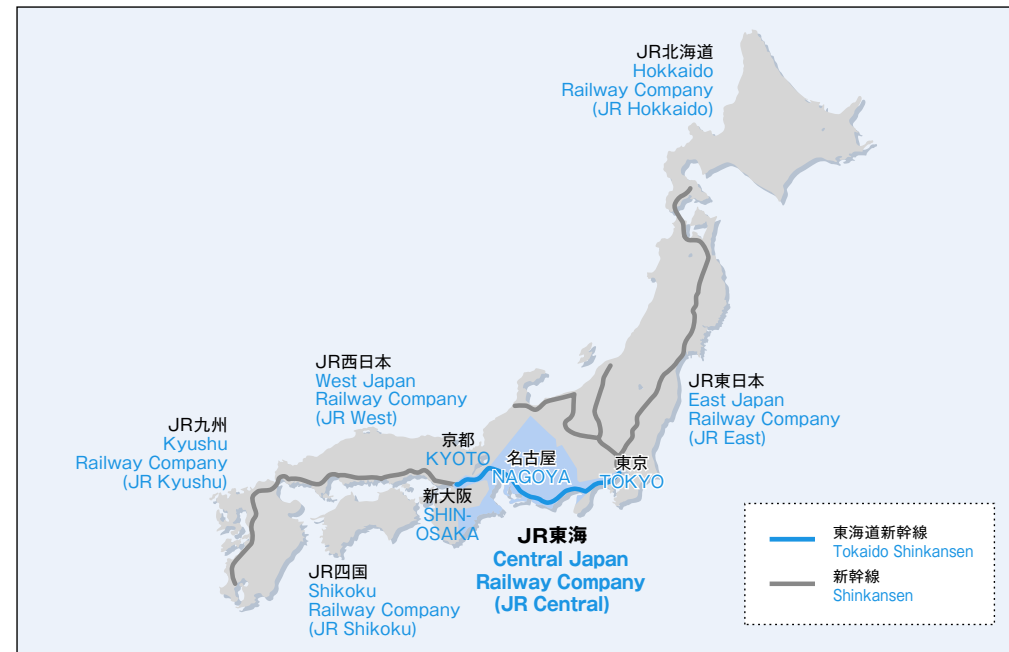 JR北海道
Hokkaido
Railway Company
(JR Hokkaido)
JR西日本
West Japan
Railway Company
(JR West)
JR東日本
East Japan
Railway Company
(JR East)
JR九州
Kyushu
Railway Company
(JR Kyushu)
京都
KYOTO
名古屋
NAGOYA
東京
TOKYO
新大阪
SHIN-
OSAKA
JR東海
Central Japan
Railway Company
(JR Central)
JR四国
Shikoku
Railway Company
(JR Shikoku)
東海道新幹線
Tokaido Shinkansen
新幹線
Shinkansen